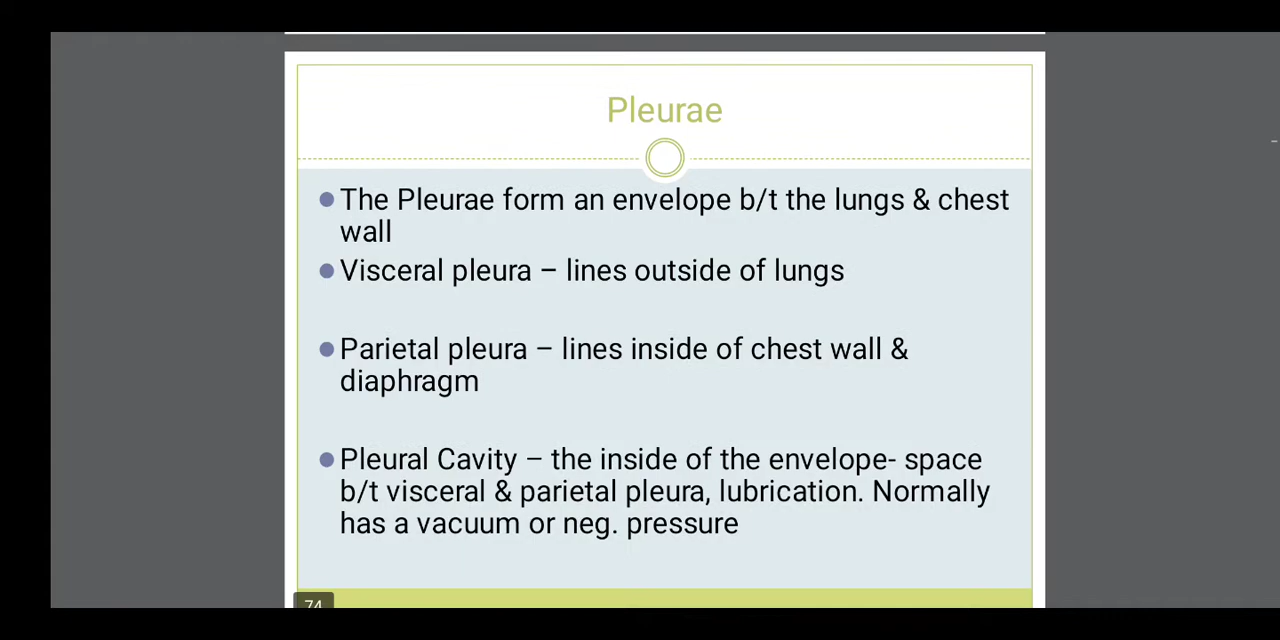 Pleurae
The Pleurae form an envelope b/t the lungs & chest
wall
Visceral pleura – lines outside of lungs
Parietal pleura – lines inside of chest wall &
diaphragm
Pleural Cavity – the inside of the envelope- space
b/t visceral & parietal pleura, lubrication. Normally
has a vacuum or neg. pressure
74